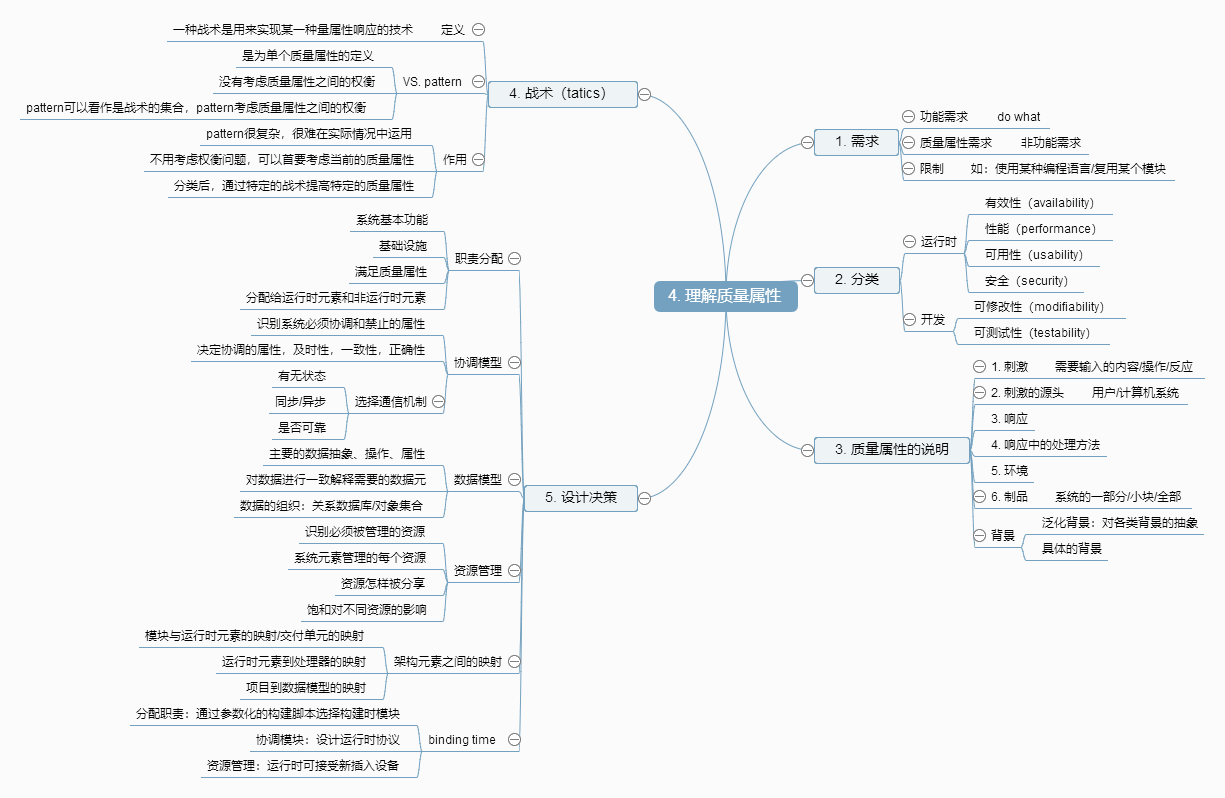 4. 理解质量属性
1. 需求
功能需求 do what
质量属性需求 非功能需求
限制 如：使用某种编程语言/复用某个模块
2. 分类
运行时
有效性（availability）
性能（performance）
可用性（usability）
安全（security）
开发
可修改性（modifiability）
可测试性（testability）
3. 质量属性的说明
1. 刺激 需要输入的内容/操作/反应
2. 刺激的源头 用户/计算机系统
3. 响应
4. 响应中的处理方法
5. 环境
6. 制品 系统的一部分/小块/全部
背景
泛化背景：对各类背景的抽象
具体的背景
4. 战术（tatics）
定义
一种战术是用来实现某一种量属性响应的技术
VS. pattern
是为单个质量属性的定义
没有考虑质量属性之间的权衡
pattern可以看作是战术的集合，pattern考虑质量属性之间的权衡
作用
pattern很复杂，很难在实际情况中运用
不用考虑权衡问题，可以首要考虑当前的质量属性
分类后，通过特定的战术提高特定的质量属性
5. 设计决策
职责分配
系统基本功能
基础设施
满足质量属性
分配给运行时元素和非运行时元素
协调模型
识别系统必须协调和禁止的属性
决定协调的属性，及时性，一致性，正确性
选择通信机制
有无状态
同步/异步
是否可靠
数据模型
主要的数据抽象、操作、属性
对数据进行一致解释需要的数据元
数据的组织：关系数据库/对象集合
资源管理
识别必须被管理的资源
系统元素管理的每个资源
资源怎样被分享
饱和对不同资源的影响
架构元素之间的映射
模块与运行时元素的映射/交付单元的映射
运行时元素到处理器的映射
项目到数据模型的映射
binding time
分配职责：通过参数化的构建脚本选择构建时模块
协调模块：设计运行时协议
资源管理：运行时可接受新插入设备